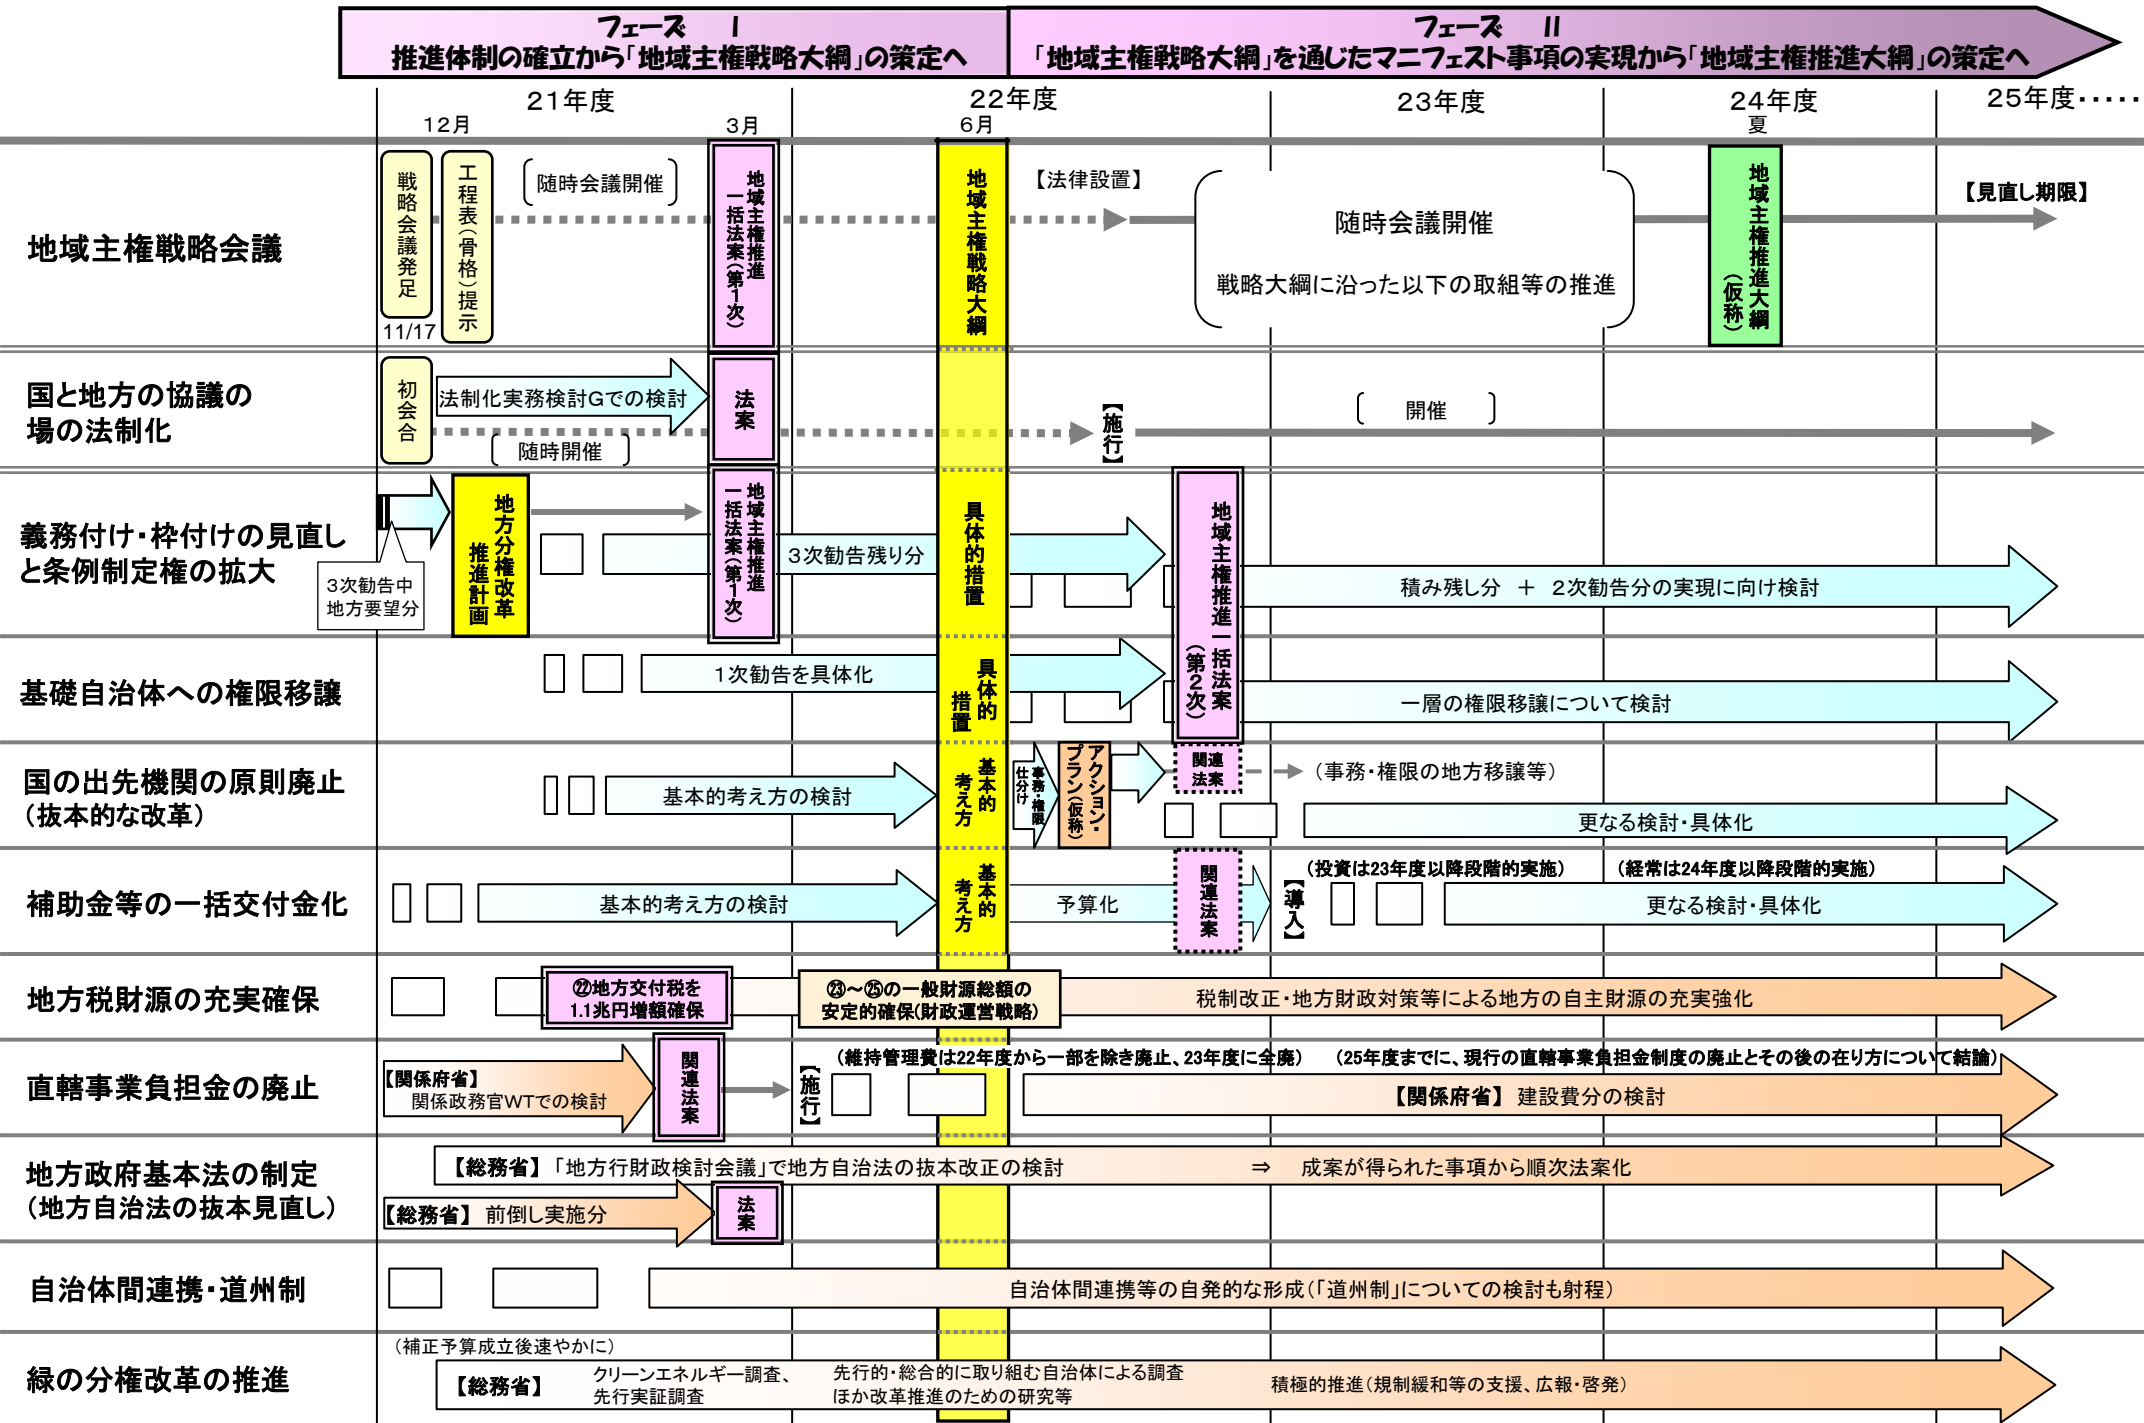 フェーズ Ⅰ
推進体制の確立から「地域主権戦略大綱」の策定へ
フェーズ Ⅱ
「地域主権戦略大綱」を通じたマニフェスト事項の実現から「地域主権推進大綱」の策定へ
21年度
22年度
23年度
24年度
25年度・・・・・
12月
3月
6月
夏
地域主権戦略会議
戦略会議発足
11/17
工程表（骨格）提示
随時会議開催
地域主権推進
一括法案（第1次）
地域主権戦略大綱
【法律設置】
随時会議開催
戦略大綱に沿った以下の取組等の推進
地域主権推進大綱
（仮称）
【見直し期限】
国と地方の協議の
場の法制化
初会合
法制化実務検討Gでの検討
随時開催
法案
【施行】
開催
義務付け・枠付けの見直し
と条例制定権の拡大
3次勧告中
地方要望分
地方分権改革
推進計画
地域主権推進
一括法案（第1次）
3次勧告残り分
具体的措置
地域主権推進一括法案
（第2次）
積み残し分 ＋ 2次勧告分の実現に向け検討
基礎自治体への権限移譲
1次勧告を具体化
具体的
措置
一層の権限移譲について検討
国の出先機関の原則廃止
（抜本的な改革）
基本的考え方の検討
基本的
考え方
事務・権限
仕分け
アクション・
プラン（仮称）
関連
法案
（事務・権限の地方移譲等）
更なる検討・具体化
補助金等の一括交付金化
基本的考え方の検討
基本的
考え方
予算化
関連法案
【導入】
（投資は23年度以降段階的実施）
（経常は24年度以降段階的実施）
更なる検討・具体化
地方税財源の充実確保
㉒地方交付税を
1.1兆円増額確保
㉓～㉕の一般財源総額の
安定的確保(財政運営戦略)
税制改正・地方財政対策等による地方の自主財源の充実強化
直轄事業負担金の廃止
【関係府省】
関係政務官WTでの検討
関連法案
【施行】
（維持管理費は22年度から一部を除き廃止、23年度に全廃）
（25年度までに、現行の直轄事業負担金制度の廃止とその後の在り方について結論）
【関係府省】 建設費分の検討
地方政府基本法の制定
（地方自治法の抜本見直し）
【総務省】「地方行財政検討会議」で地方自治法の抜本改正の検討 ⇒ 成案が得られた事項から順次法案化
【総務省】 前倒し実施分
法案
自治体間連携・道州制
自治体間連携等の自発的な形成（「道州制」についての検討も射程）
緑の分権改革の推進
（補正予算成立後速やかに）
【総務省】
クリーンエネルギー調査、
先行実証調査
先行的・総合的に取り組む自治体による調査
ほか改革推進のための研究等
積極的推進（規制緩和等の支援、広報・啓発）